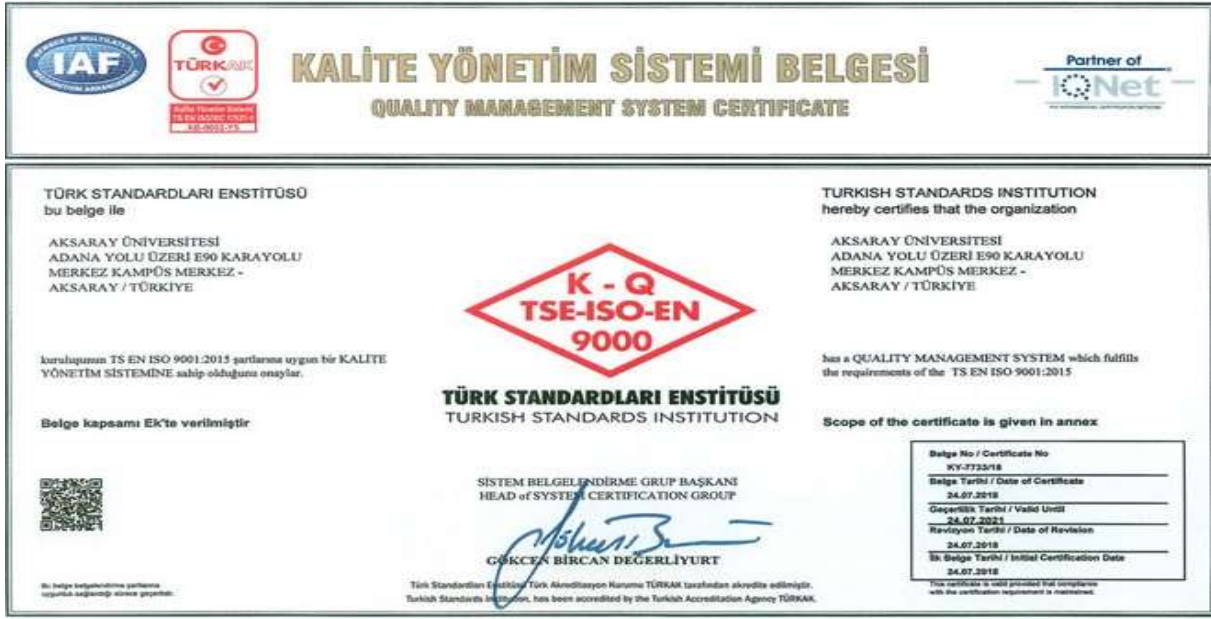 IAF
TÜRKAK
KALİTE YÖNETİM SİSTEMİ BELGESİ
QUALITY MANAGEMENT SYSTEM CERTIFICATE
Partner of
IQNet
TÜRK STANDARDLARI ENSTİTÜSÜ
bu belge ile
AKSARAY ÜNİVERSİTESİ
ADANA YOLU ÜZERİ E90 KARAYOLU
MERKEZ KAMPÜS MERKEZ -
AKSARAY / TÜRKİYE
kuruluşunun TS EN ISO 9001:2015 şartlarına uygun bir KALİTE
YÖNETİM SİSTEMİNE sahip olduğunu onaylar.
Belge kapsamı Ek'te verilmiştir
K - Q
TSE-ISO-EN
9000
TÜRK STANDARDLARI ENSTİTÜSÜ
TURKISH STANDARDS INSTITUTION
SİSTEM BELGELENDİRME GRUP BAŞKANI
HEAD of SYSTEM CERTIFICATION GROUP
GÖKCEN BİRCAN DEĞERLİYURT
Türk Standardları Enstitüsü Türk Akreditasyon Kurumu TÜRKAK tarafından akredite edilmiştir.
Turkish Standards Institution, has been accredited by the Turkish Accreditation Agency TÜRKAK.
TURKISH STANDARDS INSTITUTION
hereby certifies that the organization
AKSARAY ÜNİVERSİTESİ
ADANA YOLU ÜZERİ E90 KARAYOLU
MERKEZ KAMPÜS MERKEZ -
AKSARAY / TÜRKİYE
has a QUALITY MANAGEMENT SYSTEM which fulfills
the requirements of the TS EN ISO 9001:2015
Scope of the certificate is given in annex
Belge No / Certificate No
KY-7733/18
Belge Tarihi / Date of Certificate
24.07.2018
Geçerlilik Tarihi / Valid Until
24.07.2021
Revizyon Tarihi / Date of Revision
24.07.2018
İlk Belge Tarihi / Initial Certification Date
24.07.2018
This certificate is valid provided that compliance
with the certification requirement is maintained.
Bu belge belgelendirme şartlarına
uygunluk sağlandığı sürece geçerlidir.